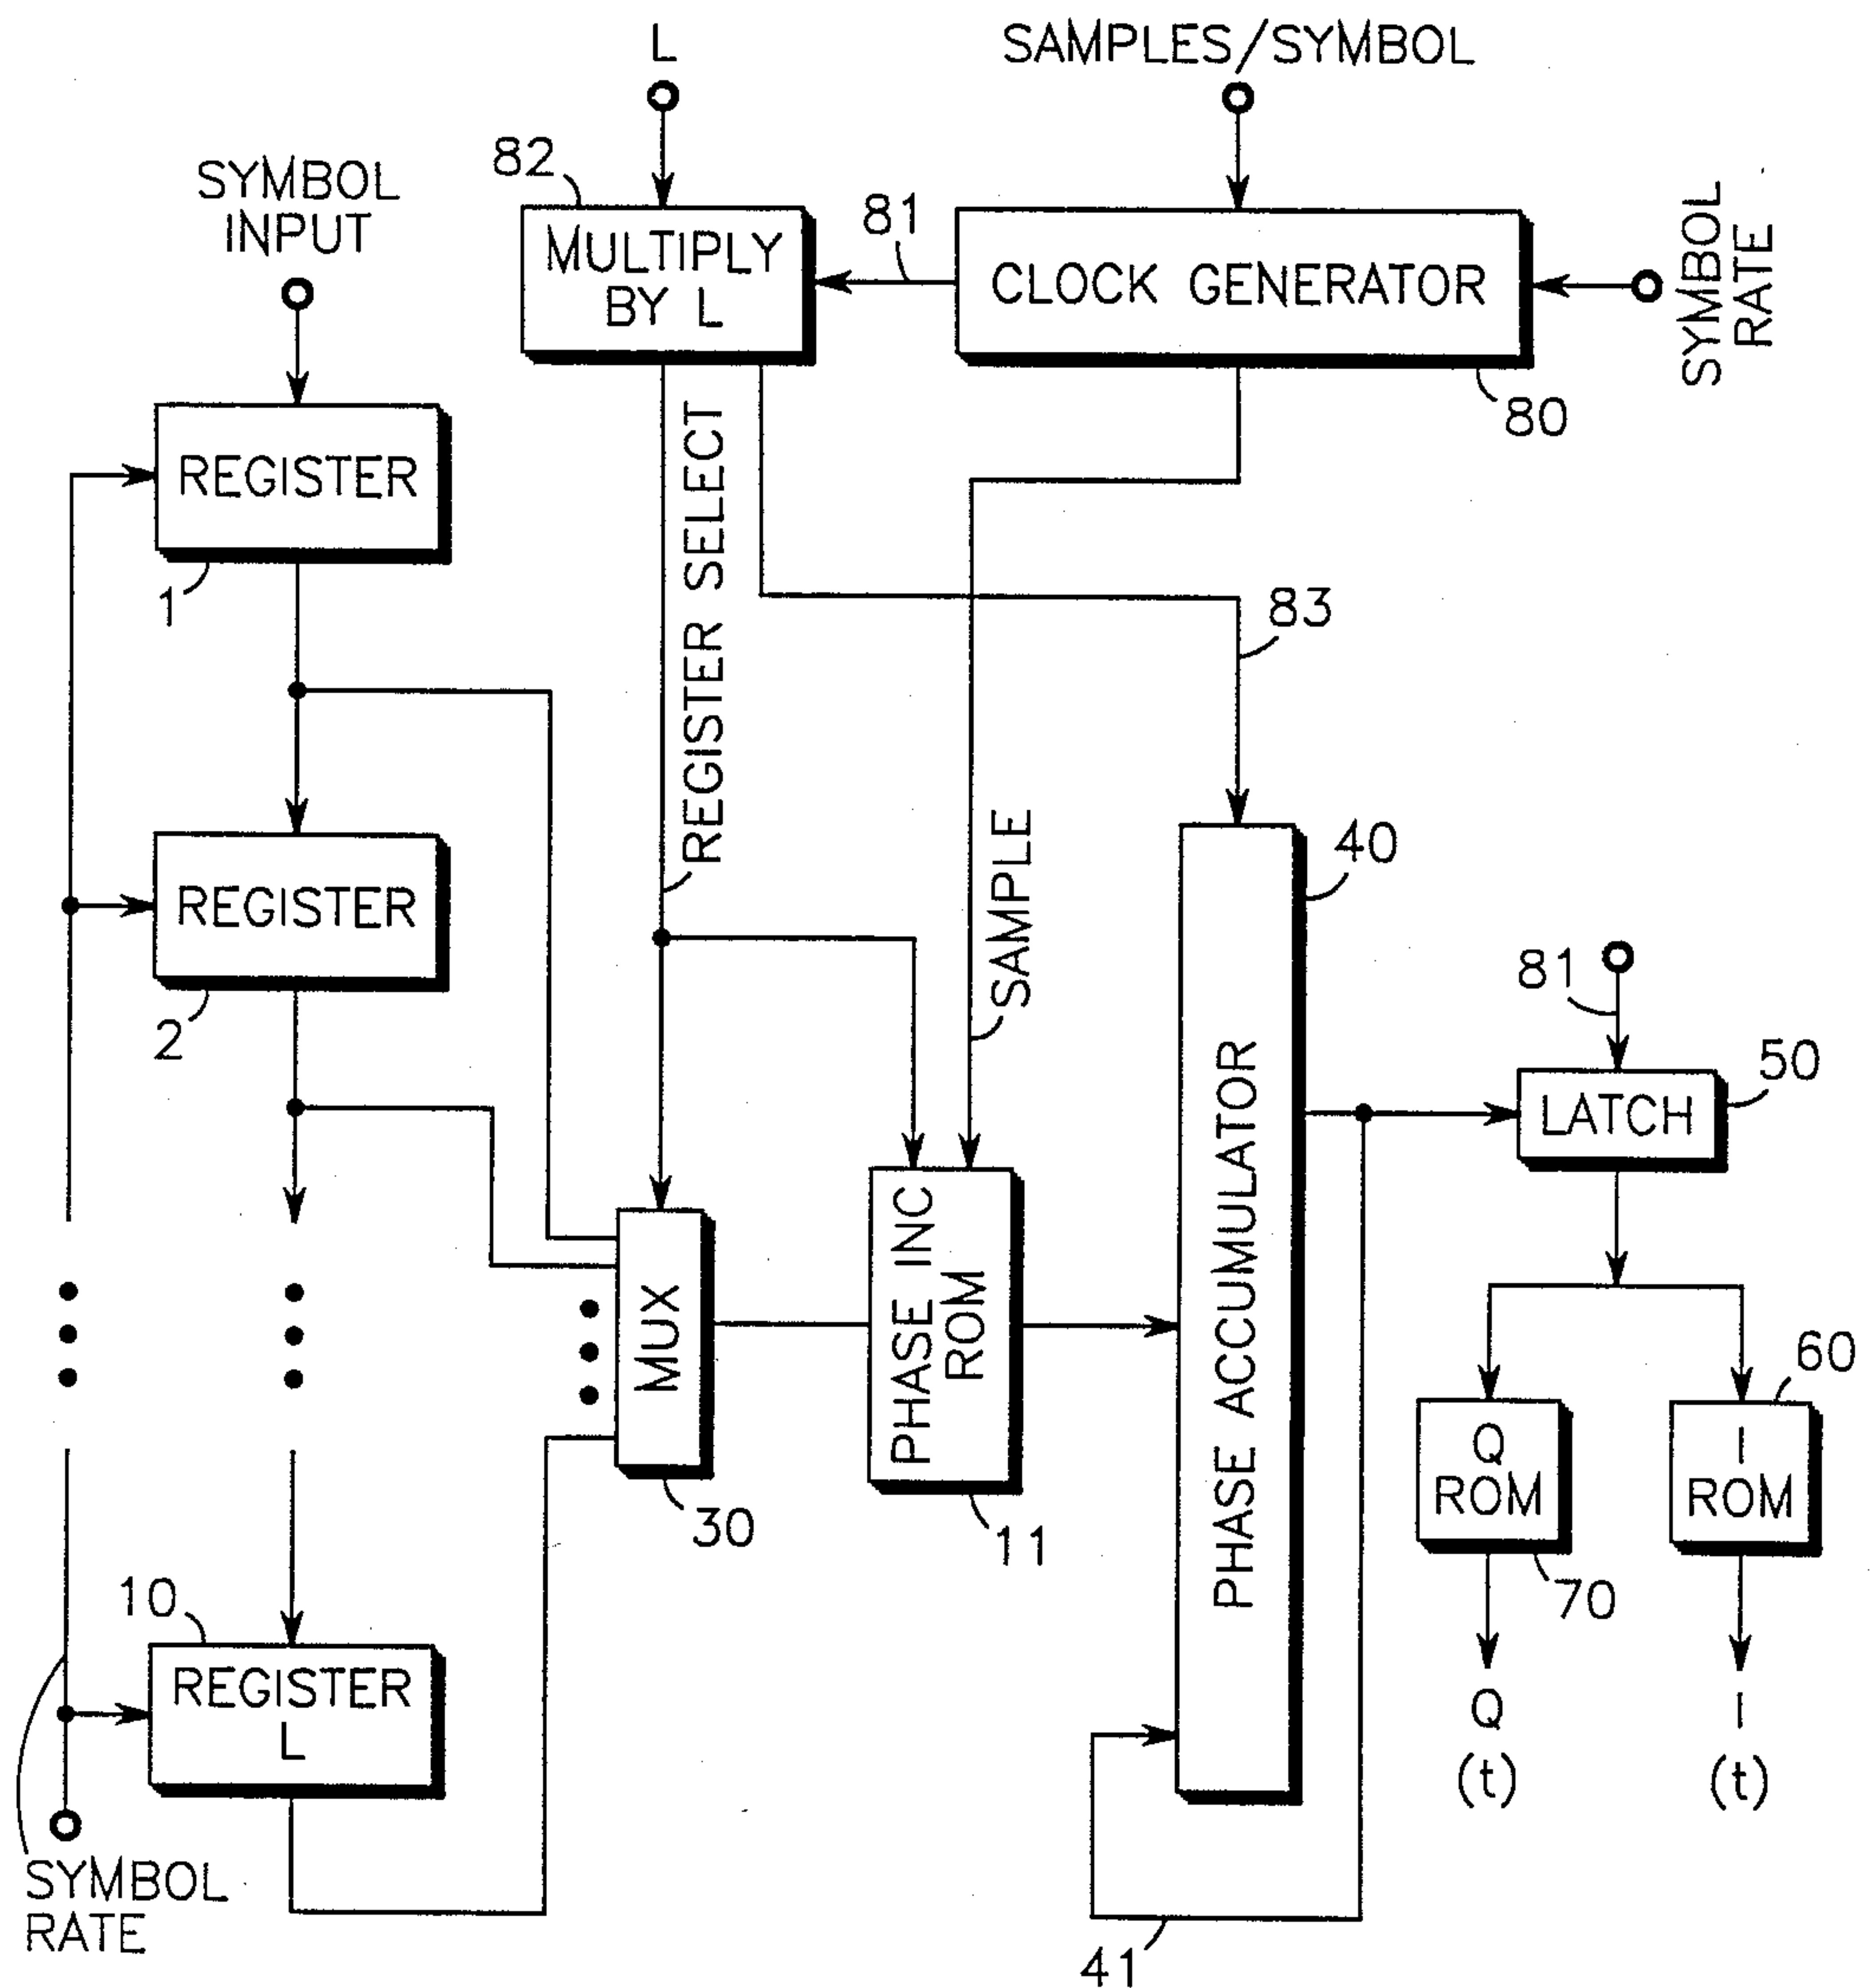 L
SAMPLES/SYMBOL
82
SYMBOL
INPUT
MULTIPLY
BY L
81
CLOCK GENERATOR
SYMBOL
RATE
80
REGISTER
1
REGISTER SELECT
83
REGISTER
2
SAMPLE
40
81
LATCH
50
MUX
30
PHASE INC
ROM
11
PHASE ACCUMULATOR
Q
ROM
70
60
I
ROM
10
REGISTER
L
Q
(t)
I
(t)
SYMBOL
RATE
41